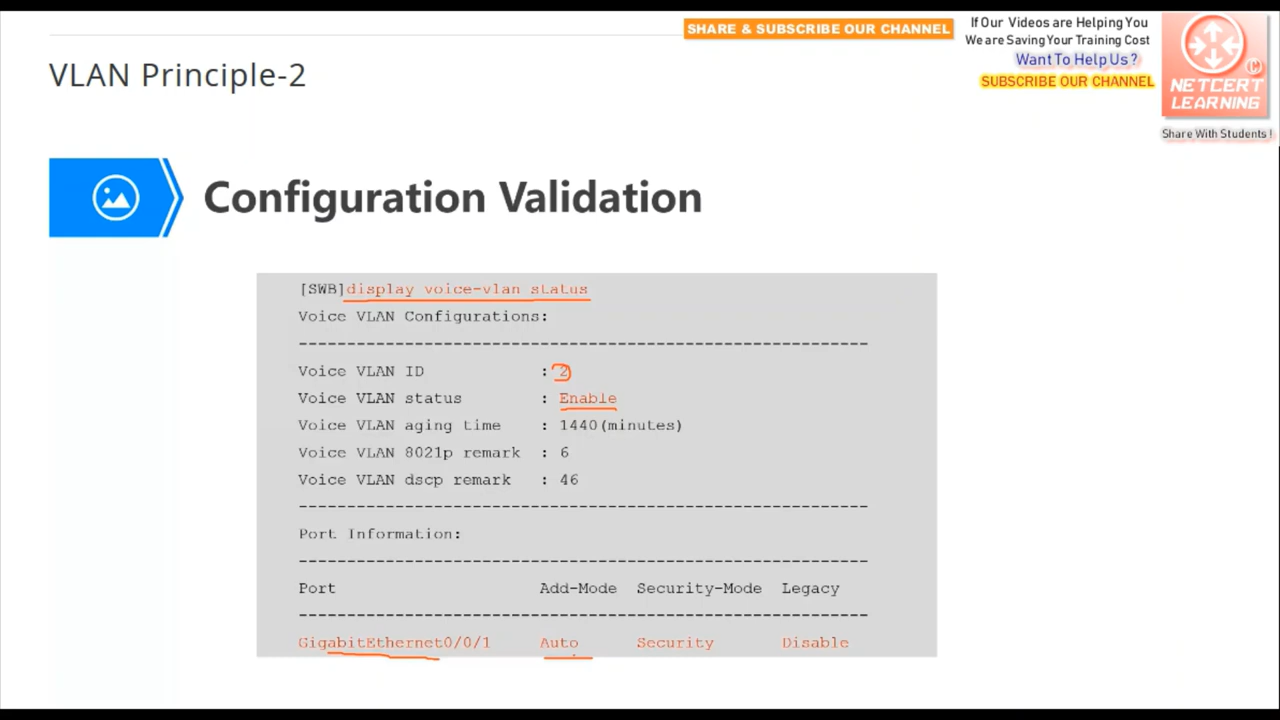 SHARE & SUBSCRIBE OUR CHANNEL
If Our Videos are Helping You
We are Saving Your Training Cost
Want To Help Us ?
SUBSCRIBE OUR CHANNEL
C
NETCERT
LEARNING
Share With Students !
VLAN Principle-2
Configuration Validation
[SWB]display voice-vlan status
Voice VLAN Configurations:
-----------------------------------------------------------
Voice VLAN ID : 2
Voice VLAN status : Enable
Voice VLAN aging time : 1440(minutes)
Voice VLAN 8021p remark : 6
Voice VLAN dscp remark : 46
-----------------------------------------------------------
Port Information:
-----------------------------------------------------------
Port Add-Mode Security-Mode Legacy
-----------------------------------------------------------
GigabitEthernet0/0/1 Auto Security Disable